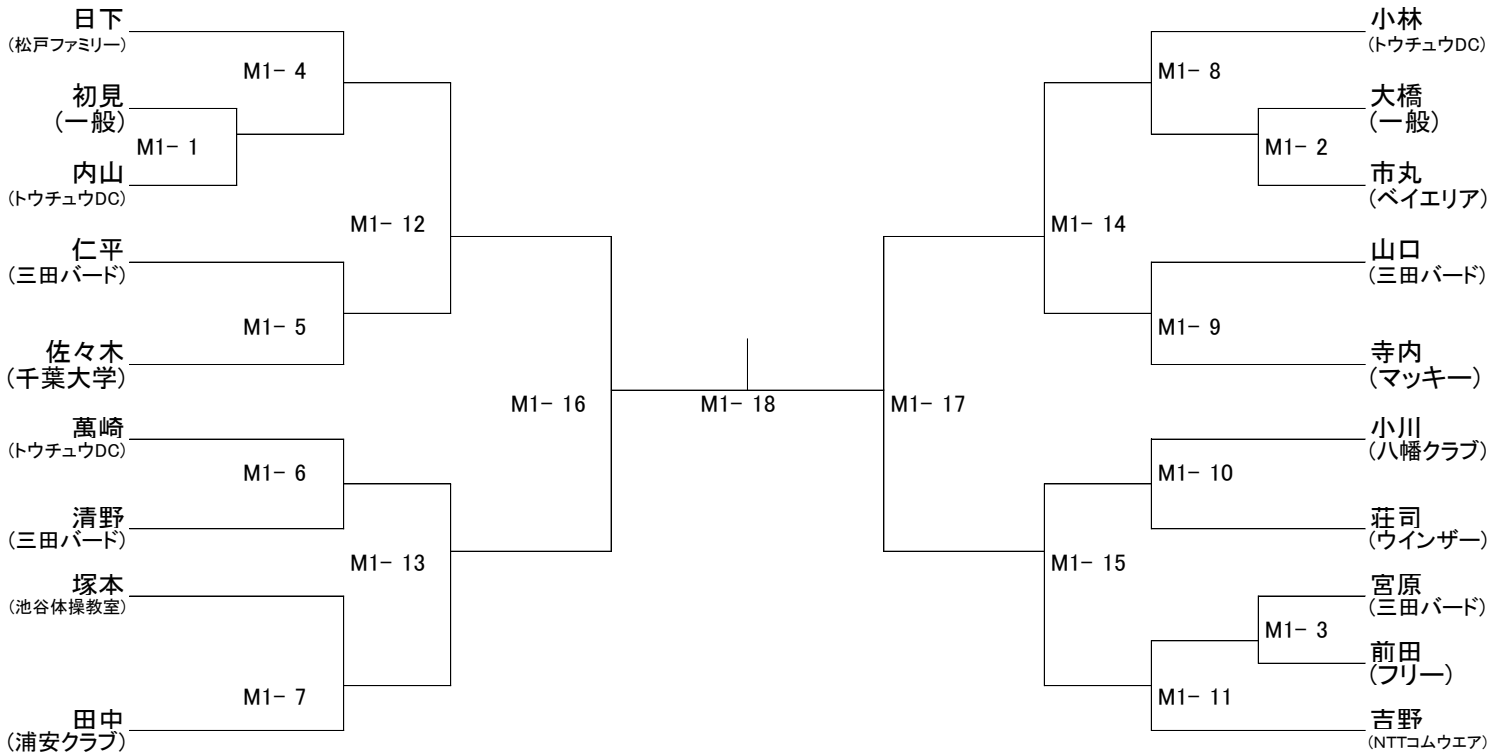 日下
(松戸ファミリー)
M1- 4
初見
(一般)
M1- 1
内山
(トウチュウDC)
M1- 12
仁平
(三田バード)
M1- 5
佐々木
(千葉大学)
M1- 16
萬崎
(トウチュウDC)
M1- 6
清野
(三田バード)
M1- 13
塚本
(池谷体操教室)
M1- 7
田中
(浦安クラブ)
M1- 18
小林
(トウチュウDC)
M1- 8
大橋
(一般)
M1- 2
市丸
(ベイエリア)
M1- 14
山口
(三田バード)
M1- 9
寺内
(マッキー)
M1- 17
小川
(八幡クラブ)
M1- 10
荘司
(ウインザー)
M1- 15
宮原
(三田バード)
M1- 3
前田
(フリー)
M1- 11
吉野
(NTTコムウエア)